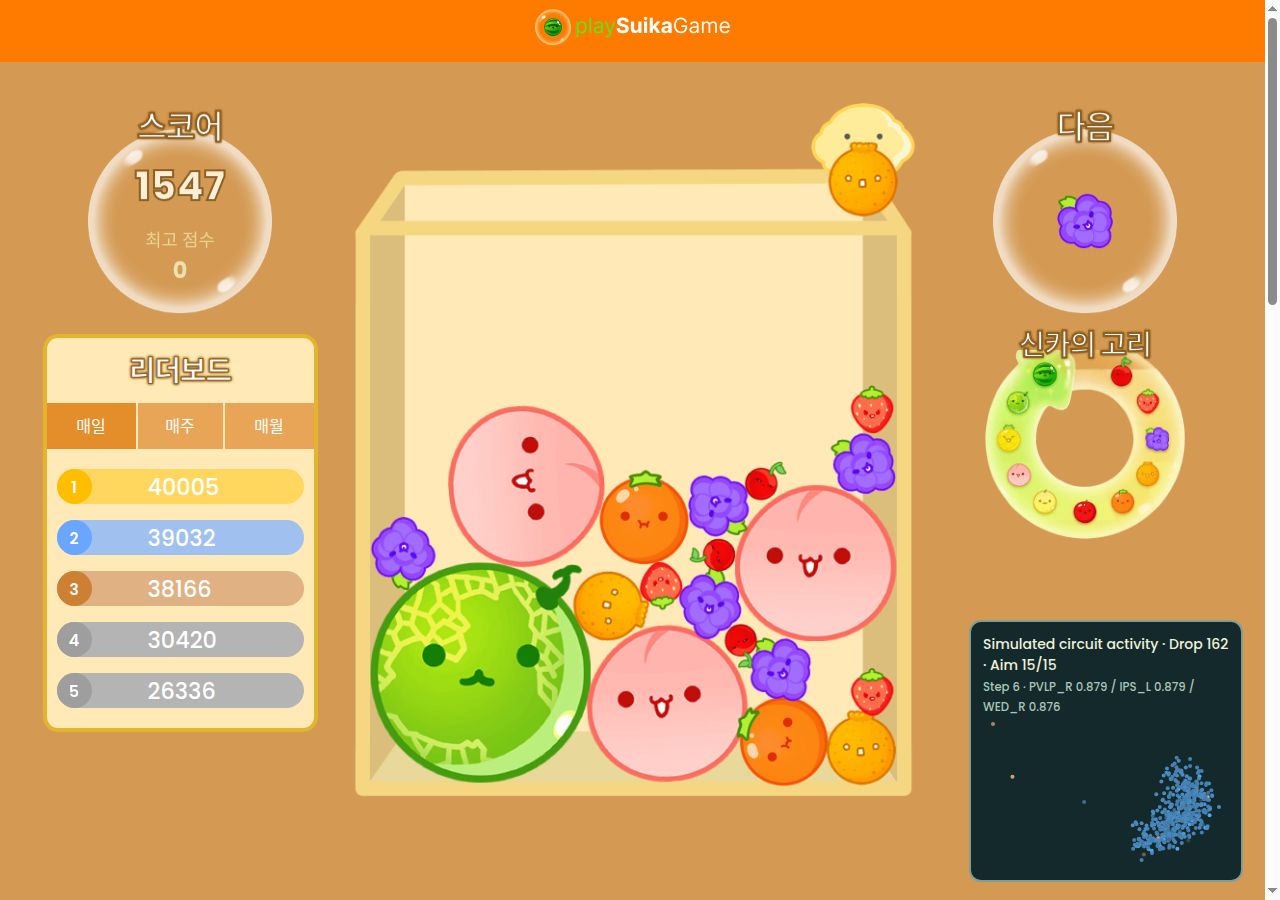 playSuikaGame
스코어
1547
최고 점수
0
리더보드
매일 매주 매월
1 40005
2 39032
3 38166
4 30420
5 26336
다음
신카의 고리
Simulated circuit activity · Drop 162
· Aim 15/15
Step 6 · PVLP_R 0.879 / IPS_L 0.879 /
WED_R 0.876